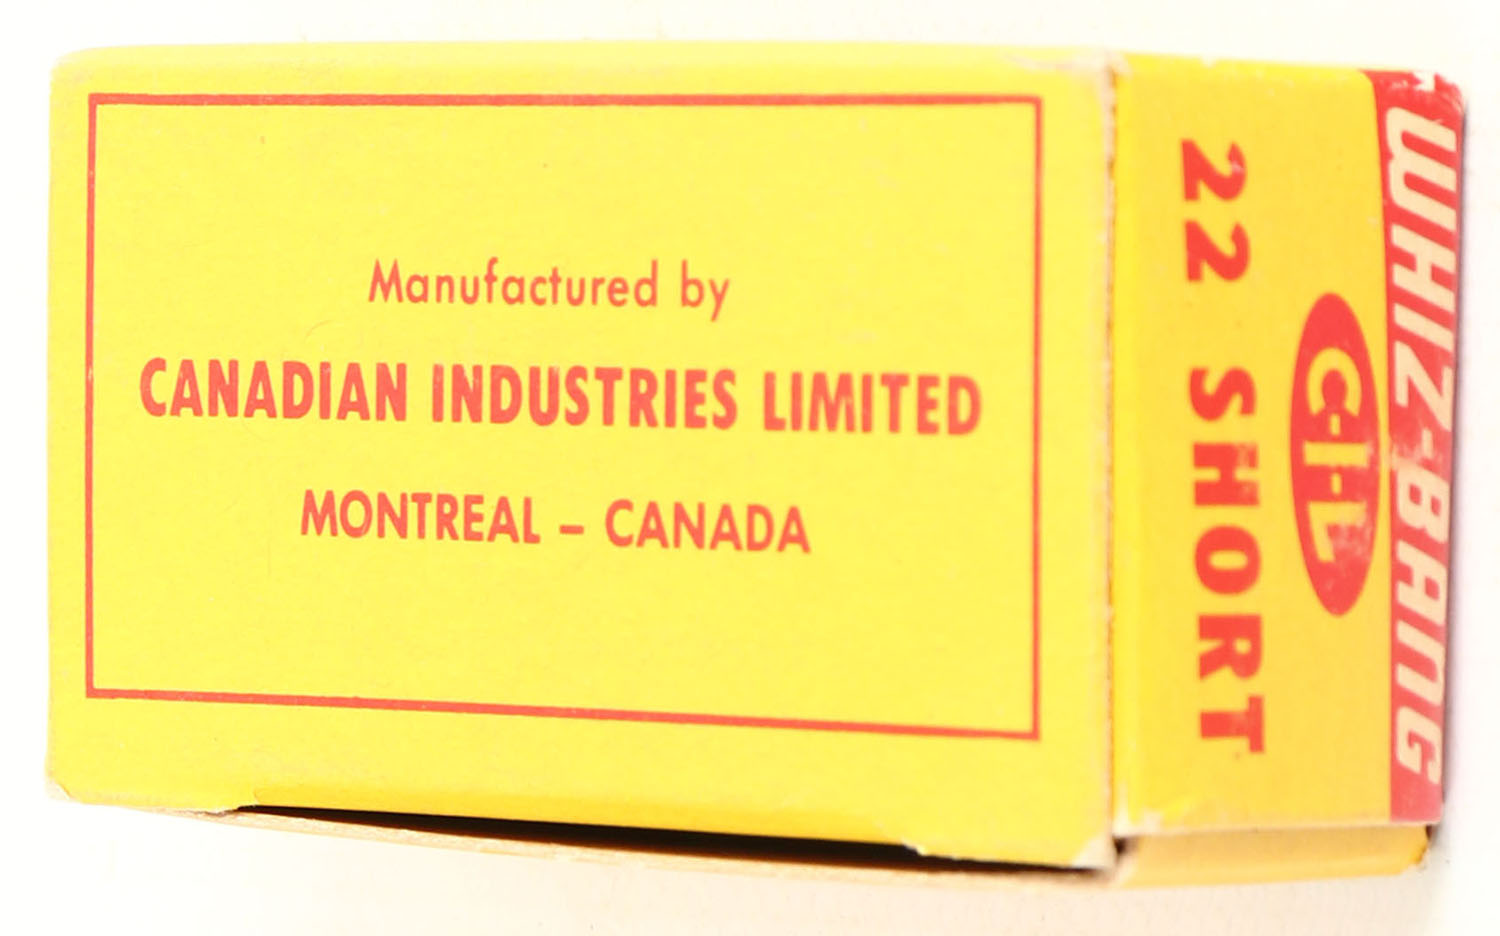 Manufactured by
CANADIAN INDUSTRIES LIMITED
MONTREAL – CANADA
WHIZ-BANG
C-I-L
22 SHORT